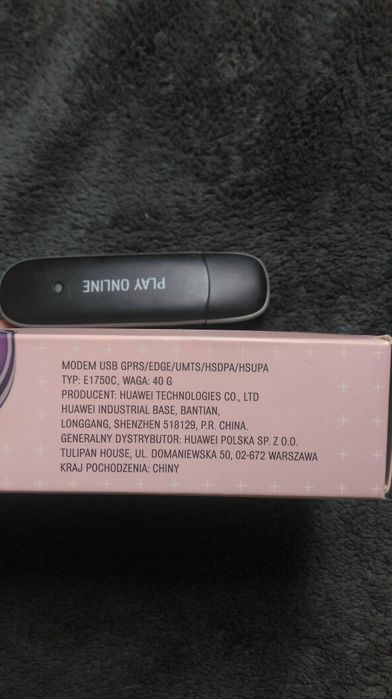 PLAY ONLINE
MODEM USB GPRS/EDGE/UMTS/HSDPA/HSUPA
TYP: E1750C, WAGA: 40 G
PRODUCENT: HUAWEI TECHNOLOGIES CO., LTD
HUAWEI INDUSTRIAL BASE, BANTIAN,
LONGGANG, SHENZHEN 518129, P.R. CHINA.
GENERALNY DYSTRYBUTOR: HUAWEI POLSKA SP. Z O.O.
TULIPAN HOUSE, UL. DOMANIEWSKA 50, 02-672 WARSZAWA
KRAJ POCHODZENIA: CHINY